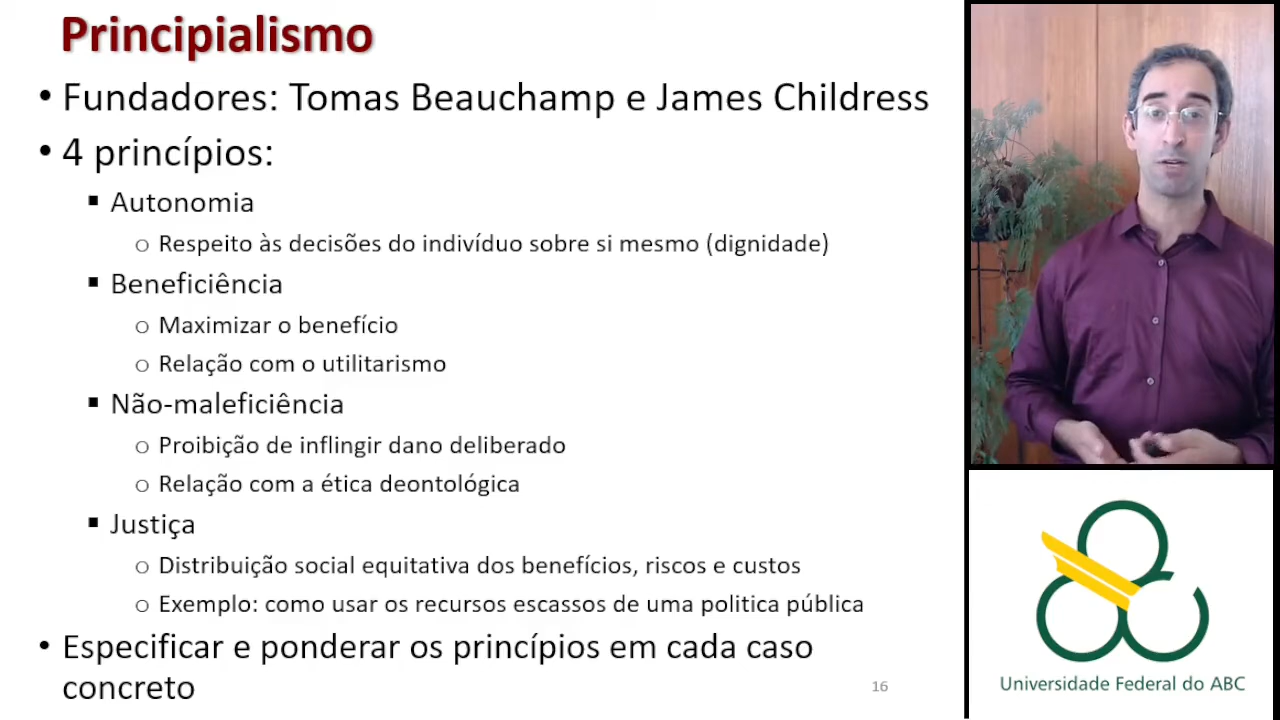 Principialismo
• Fundadores: Tomas Beauchamp e James Childress
• 4 princípios:
▪ Autonomia
o Respeito às decisões do indivíduo sobre si mesmo (dignidade)
▪ Beneficiência
o Maximizar o benefício
o Relação com o utilitarismo
▪ Não-maleficiência
o Proibição de inflingir dano deliberado
o Relação com a ética deontológica
▪ Justiça
o Distribuição social equitativa dos benefícios, riscos e custos
o Exemplo: como usar os recursos escassos de uma politica pública
• Especificar e ponderar os princípios em cada caso
concreto
16
Universidade Federal do ABC